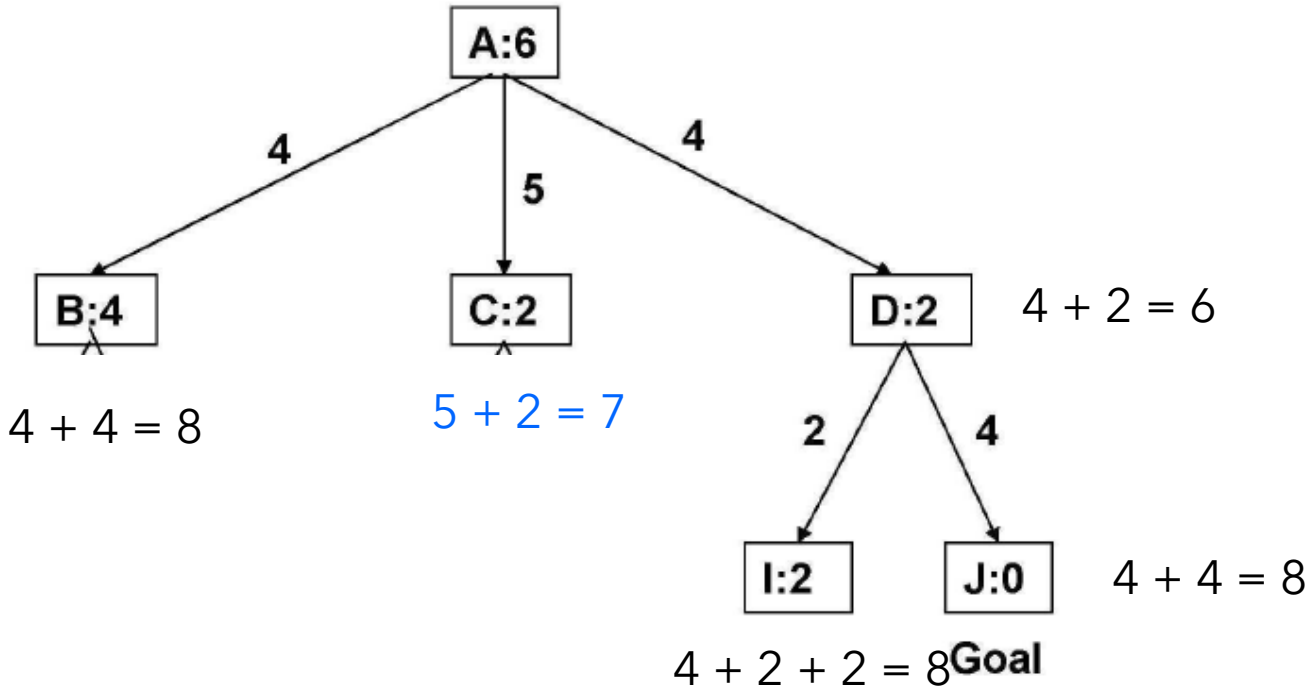 A:6
4
5
4
B:4
C:2
D:2
4 + 2 = 6
4 + 4 = 8
5 + 2 = 7
2
4
I:2
J:0
4 + 4 = 8
4 + 2 + 2 = 8
Goal